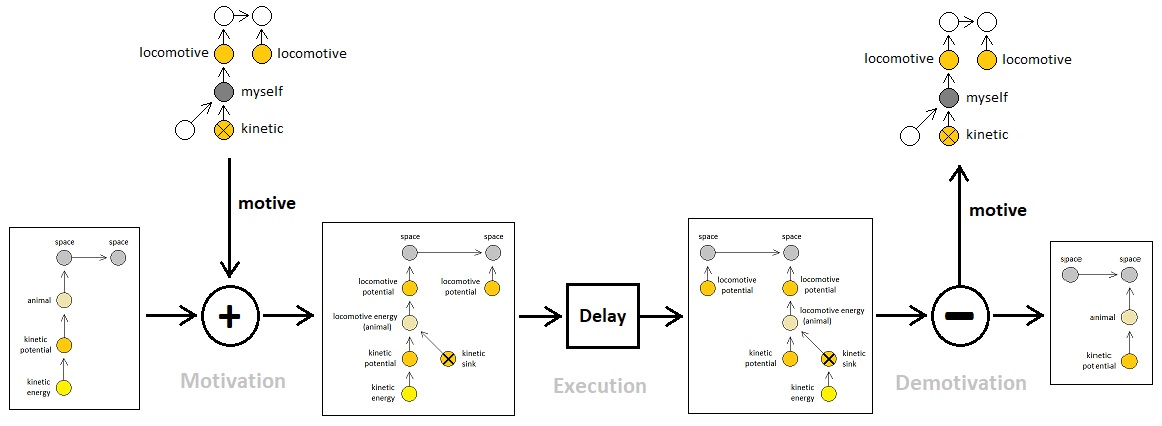 locomotive
locomotive
myself
kinetic
motive
locomotive
locomotive
myself
kinetic
motive
space
space
animal
kinetic
potential
kinetic
energy
+
Motivation
space
space
locomotive
potential
locomotive
potential
locomotive energy
(animal)
kinetic
potential
kinetic
sink
kinetic
energy
Delay
Execution
space
space
locomotive
potential
locomotive
potential
locomotive energy
(animal)
kinetic
potential
kinetic
sink
kinetic
energy
−
Demotivation
space
space
animal
kinetic
potential